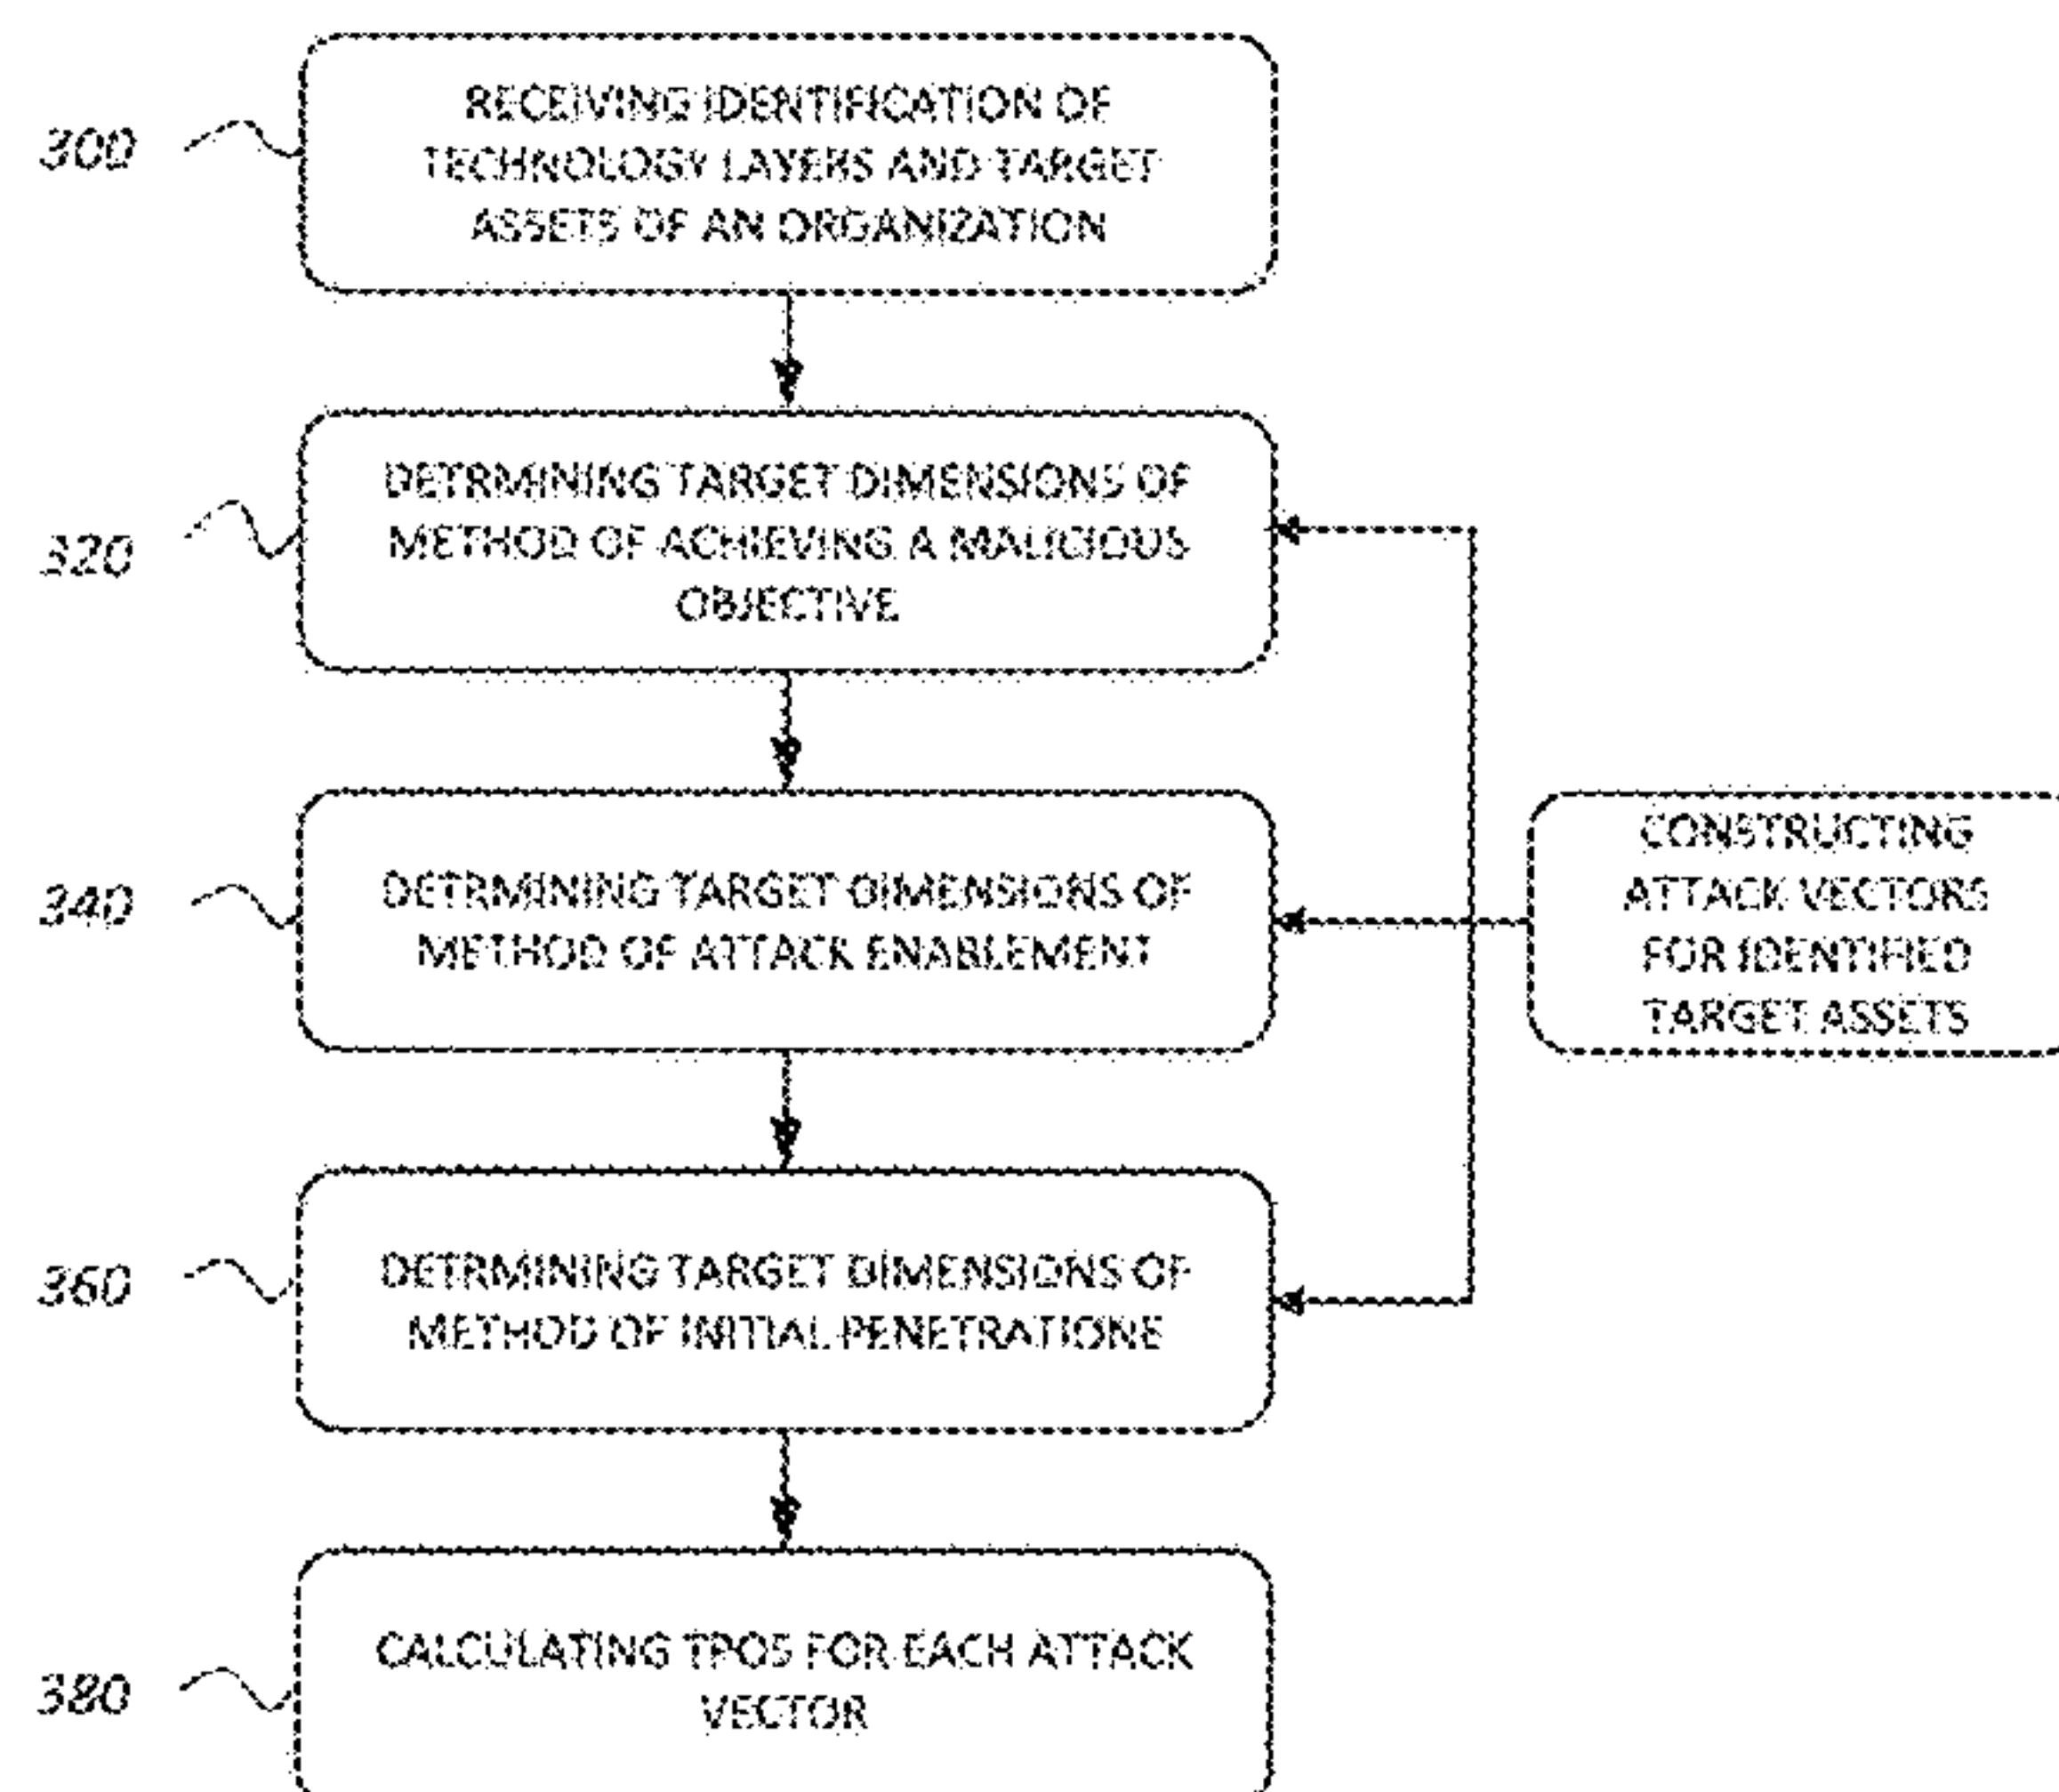 300
RECEIVING IDENTIFICATION OF
TECHNOLOGY LAYERS AND TARGET
ASSETS OF AN ORGANIZATION
320
DETRMINING TARGET DIMENSIONS OF
METHOD OF ACHIEVING A MALICIOUS
OBJECTIVE
340
DETRMINING TARGET DIMENSIONS OF
METHOD OF ATTACK ENABLEMENT
CONSTRUCTING
ATTACK VECTORS
FOR IDENTIFIED
TARGET ASSETS
360
DETRMINING TARGET DIMENSIONS OF
METHOD OF INITIAL PENETRATIONS
380
CALCULATING TPOS FOR EACH ATTACK
VECTOR